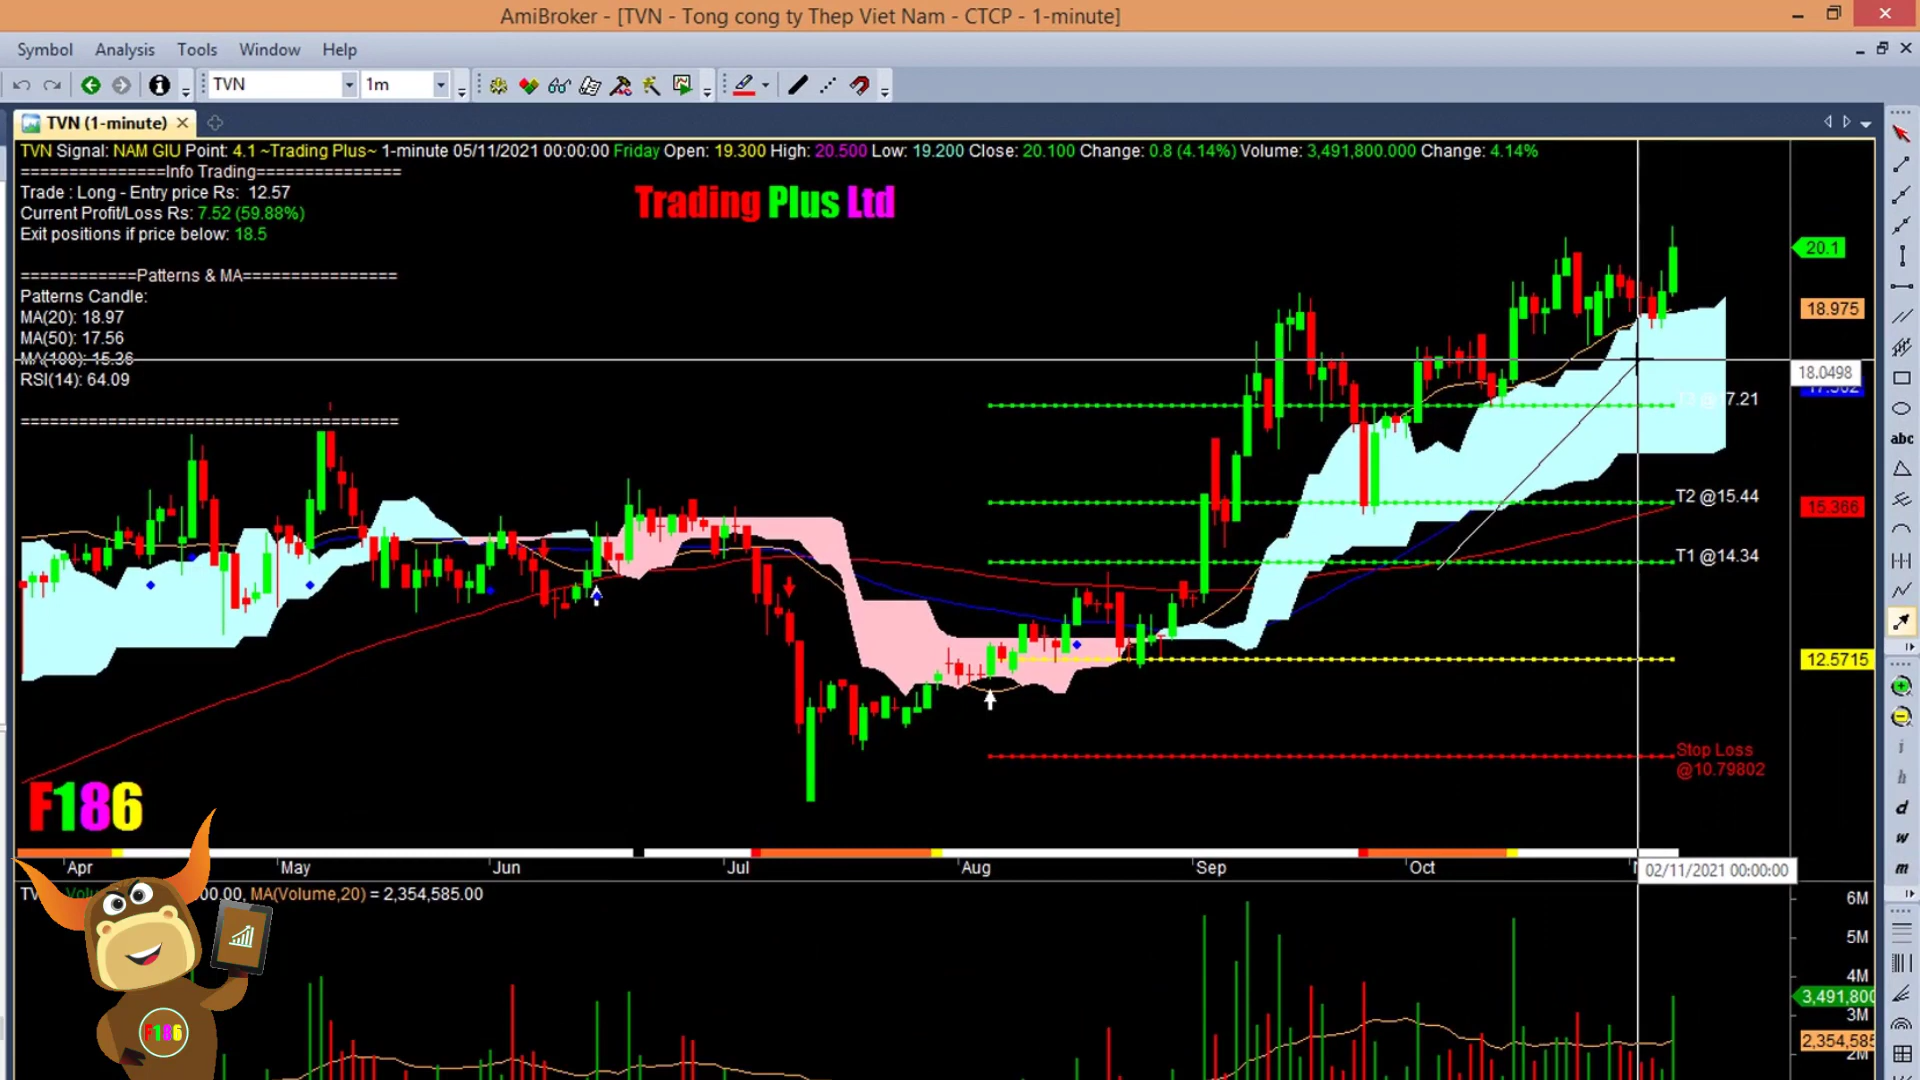 AmiBroker - [TVN - Tong cong ty Thep Viet Nam - CTCP - 1-minute]
Symbol Analysis Tools Window Help
TVN 1m
abc
TVN (1-minute)
TVN Signal: NAM GIU Point: 4.1 ~Trading Plus~ 1-minute 05/11/2021 00:00:00 Friday Open: 19.300 High: 20.500 Low: 19.200 Close: 20.100 Change: 0.8 (4.14%) Volume: 3,491,800.000 Change: 4.14%
===============Info Trading===============
Trade : Long - Entry price Rs: 12.57
Current Profit/Loss Rs: 7.52 (59.88%)
Exit positions if price below: 18.5
Trading Plus Ltd
============Patterns & MA================
Patterns Candle:
MA(20): 18.97
MA(50): 17.56
MA(100): 15.36
RSI(14): 64.09
20.1
18.975
18.0498
7.21
T2 @15.44
15.366
T1 @14.34
12.5715
Stop Loss
@10.79802
F186
Apr May Jun Jul Aug Sep Oct
02/11/2021 00:00:00
00.00, MA(Volume,20) = 2,354,585.00
6M
5M
4M
3,491,800
3M
2,354,585
2M
i
h
d
w
m
F186